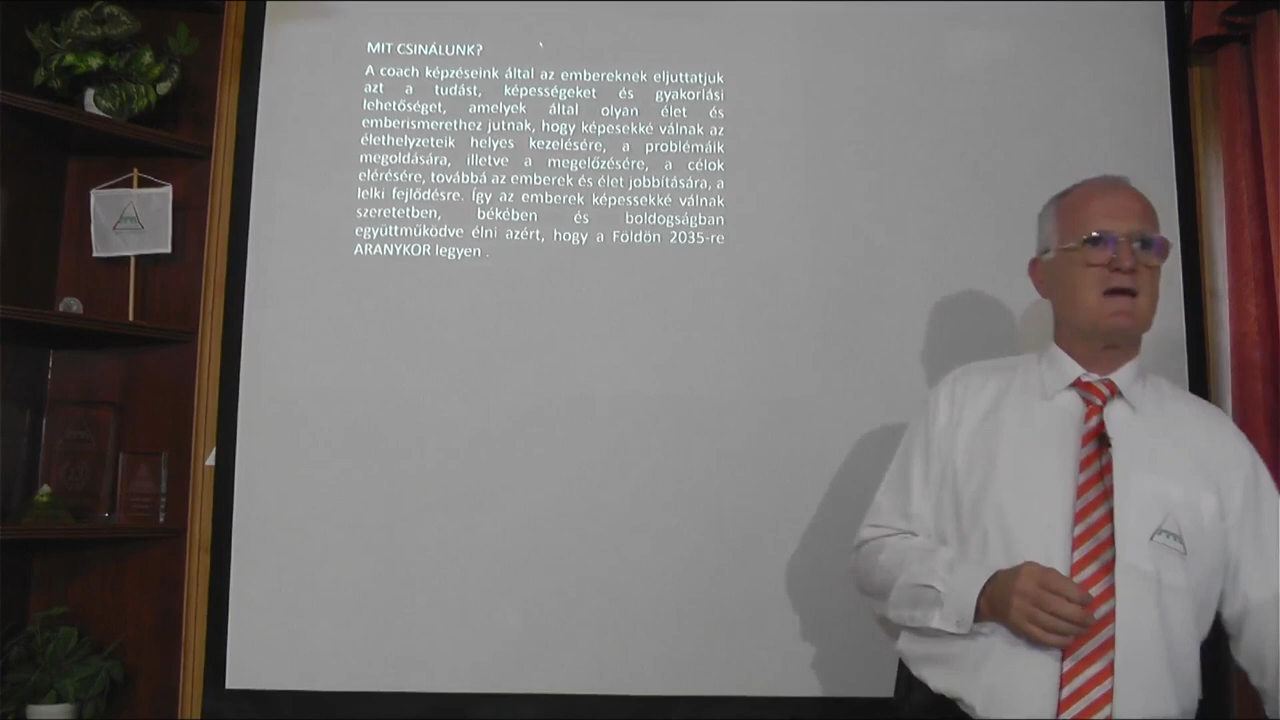 MIT CSINÁLUNK?
A coach képzéseink által az embereknek eljuttatjuk
azt a tudást, képességeket és gyakorlási
lehetőséget, amelyek által olyan élet és
emberismerethez jutnak, hogy képesekké válnak az
élethelyzeteik helyes kezelésére, a problémáik
megoldására, illetve a megelőzésére, a célok
elérésére, továbbá az emberek és élet jobbítására, a
lelki fejlődésre. Így az emberek képessekké válnak
szeretetben, békében és boldogságban
együttműködve élni azért, hogy a Földön 2035-re
ARANYKOR legyen .